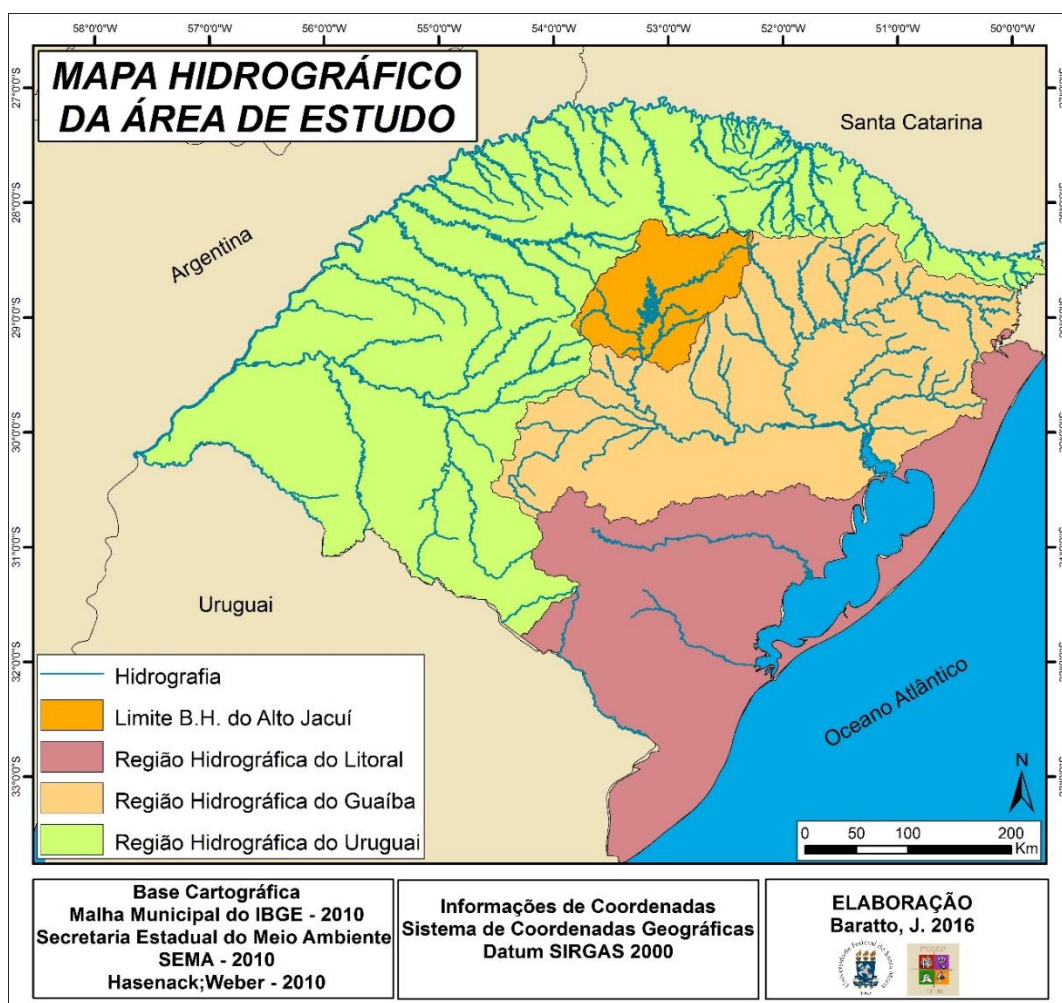 58°0'0"O 57°0'0"O 56°0'0"O 55°0'0"O 54°0'0"O 53°0'0"O 52°0'0"O 51°0'0"O 50°0'0"O
MAPA HIDROGRÁFICO
DA ÁREA DE ESTUDO
27°0'0"S
28°0'0"S
29°0'0"S
30°0'0"S
31°0'0"S
32°0'0"S
33°0'0"S
Santa Catarina
Argentina
Uruguai
Oceano Atlântico
Hidrografia
Limite B.H. do Alto Jacuí
Região Hidrográfica do Litoral
Região Hidrográfica do Guaíba
Região Hidrográfica do Uruguai
N
0 50 100 200
Km
Base Cartográfica
Malha Municipal do IBGE - 2010
Secretaria Estadual do Meio Ambiente
SEMA - 2010
Hasenack;Weber - 2010
Informações de Coordenadas
Sistema de Coordenadas Geográficas
Datum SIRGAS 2000
ELABORAÇÃO
Baratto, J. 2016
Universidade Federal de Santa Maria